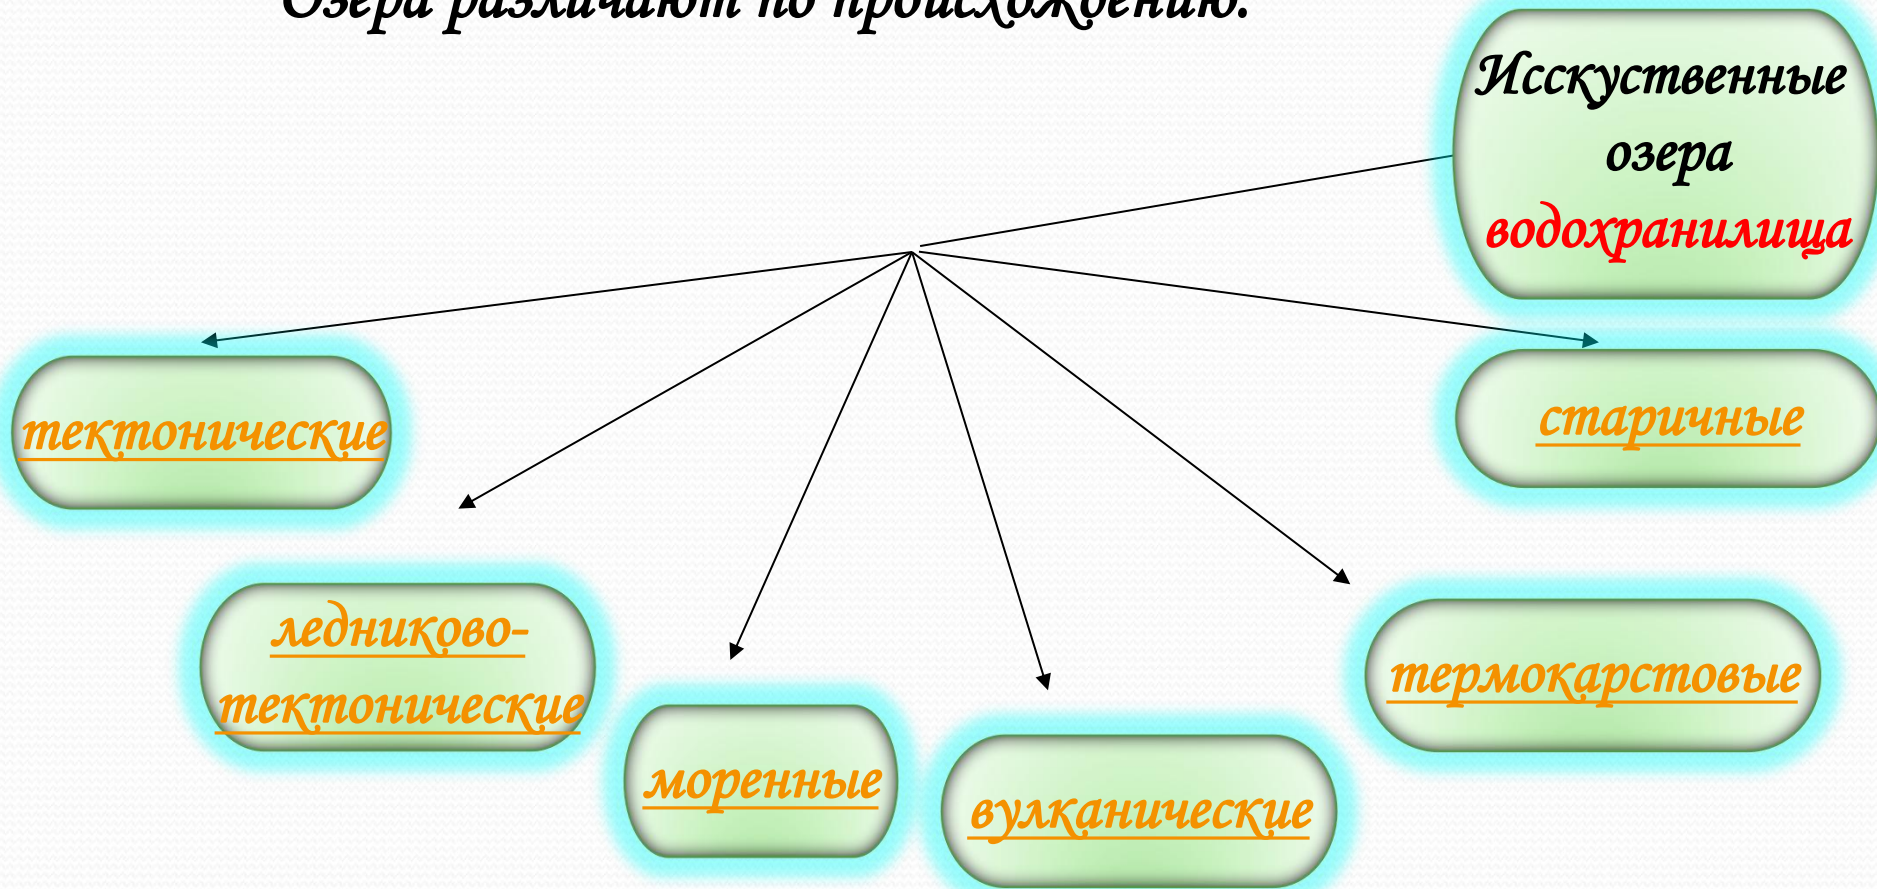 Озера различают по происхождению.
Исскуственные
озера
водохранилища
тектонические
старичные
ледниково-
тектонические
моренные
вулканические
термокарстовые